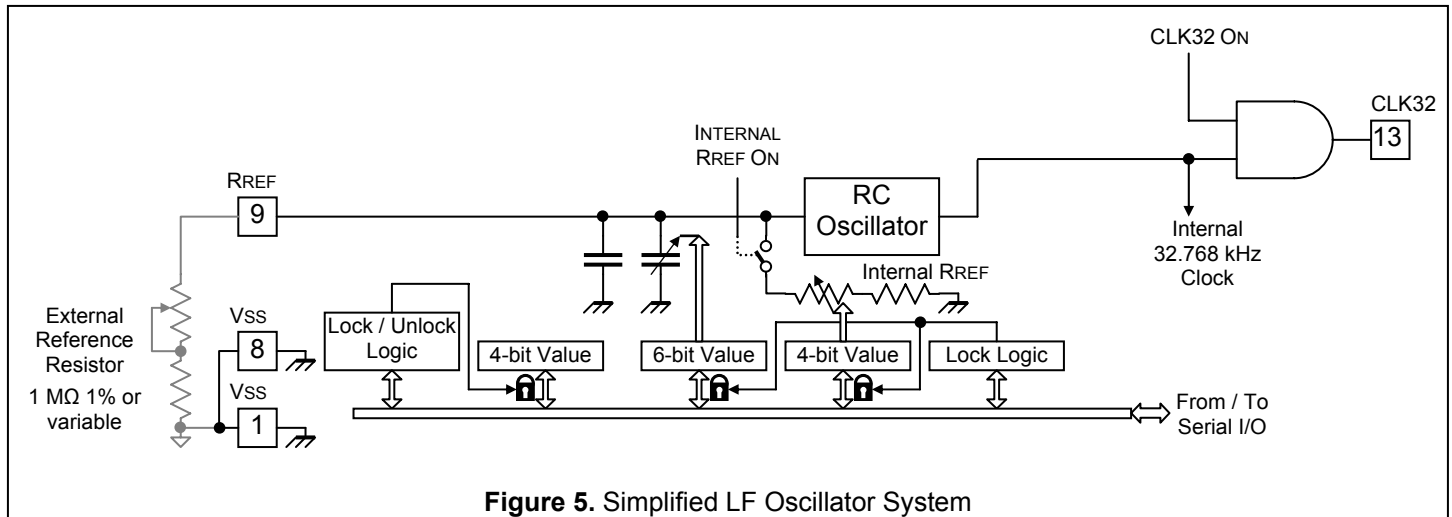 CLK32 ON
CLK32
13
INTERNAL
RREF ON
RREF
9
RC
Oscillator
Internal
32.768 kHz
Clock
Internal RREF
External
Reference
Resistor
1 MΩ 1% or
variable
VSS
8
VSS
1
Lock / Unlock
Logic
4-bit Value
6-bit Value
4-bit Value
Lock Logic
From / To
Serial I/O
Figure 5. Simplified LF Oscillator System